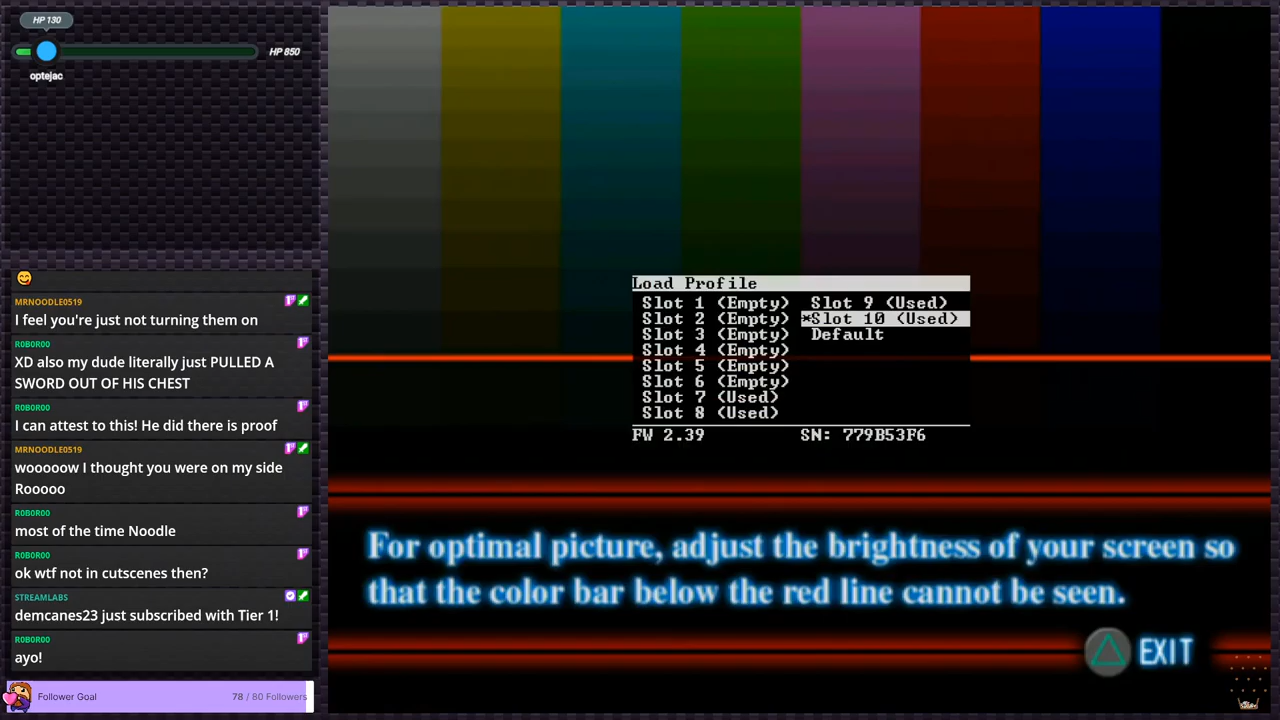 HP 130
HP 850
optejac
MRNOODLE0519
I feel you're just not turning them on
R0B0R00
XD also my dude literally just PULLED A
SWORD OUT OF HIS CHEST
R0B0R00
I can attest to this! He did there is proof
MRNOODLE0519
wooooow I thought you were on my side
Rooooo
R0B0R00
most of the time Noodle
R0B0R00
ok wtf not in cutscenes then?
STREAMLABS
demcanes23 just subscribed with Tier 1!
R0B0R00
ayo!
Follower Goal
78 / 80 Followers
Load Profile
Slot 1 (Empty) Slot 9 (Used)
Slot 2 (Empty) *Slot 10 (Used)
Slot 3 (Empty) Default
Slot 4 (Empty)
Slot 5 (Empty)
Slot 6 (Empty)
Slot 7 (Used)
Slot 8 (Used)
FW 2.39 SN: 779B53F6
For optimal picture, adjust the brightness of your screen so
that the color bar below the red line cannot be seen.
EXIT